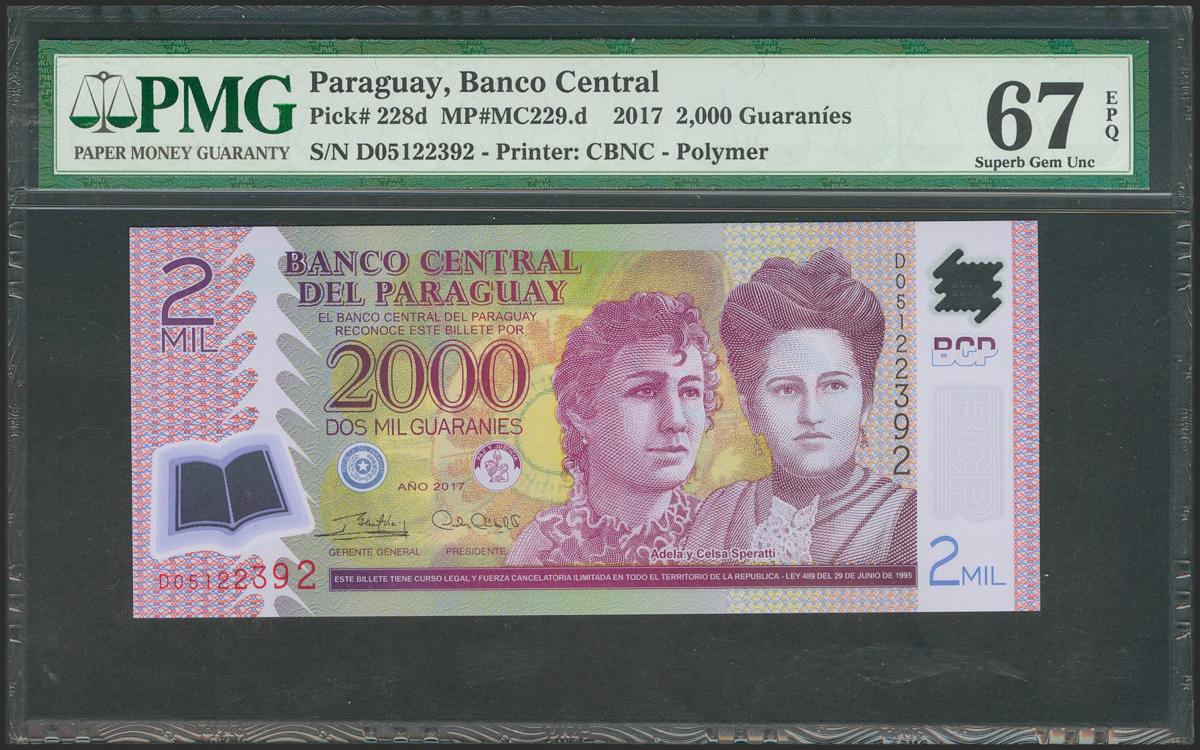 PMG
PAPER MONEY GUARANTY
Paraguay, Banco Central
Pick# 228d MP#MC229.d 2017 2,000 Guaraníes
S/N D05122392 - Printer: CBNC - Polymer
67
EPQ
Superb Gem Unc
2
MIL
BANCO CENTRAL
DEL PARAGUAY
EL BANCO CENTRAL DEL PARAGUAY
RECONOCE ESTE BILLETE POR
2000
DOS MIL GUARANIES
AÑO 2017
GERENTE GENERAL
PRESIDENTE
Adela y Celsa Speratti
D05122392
ESTE BILLETE TIENE CURSO LEGAL Y FUERZA CANCELATORIA ILIMITADA EN TODO EL TERRITORIO DE LA REPUBLICA - LEY 489 DEL 29 DE JUNIO DE 1995
D05122392
BCP
BCP
2MIL